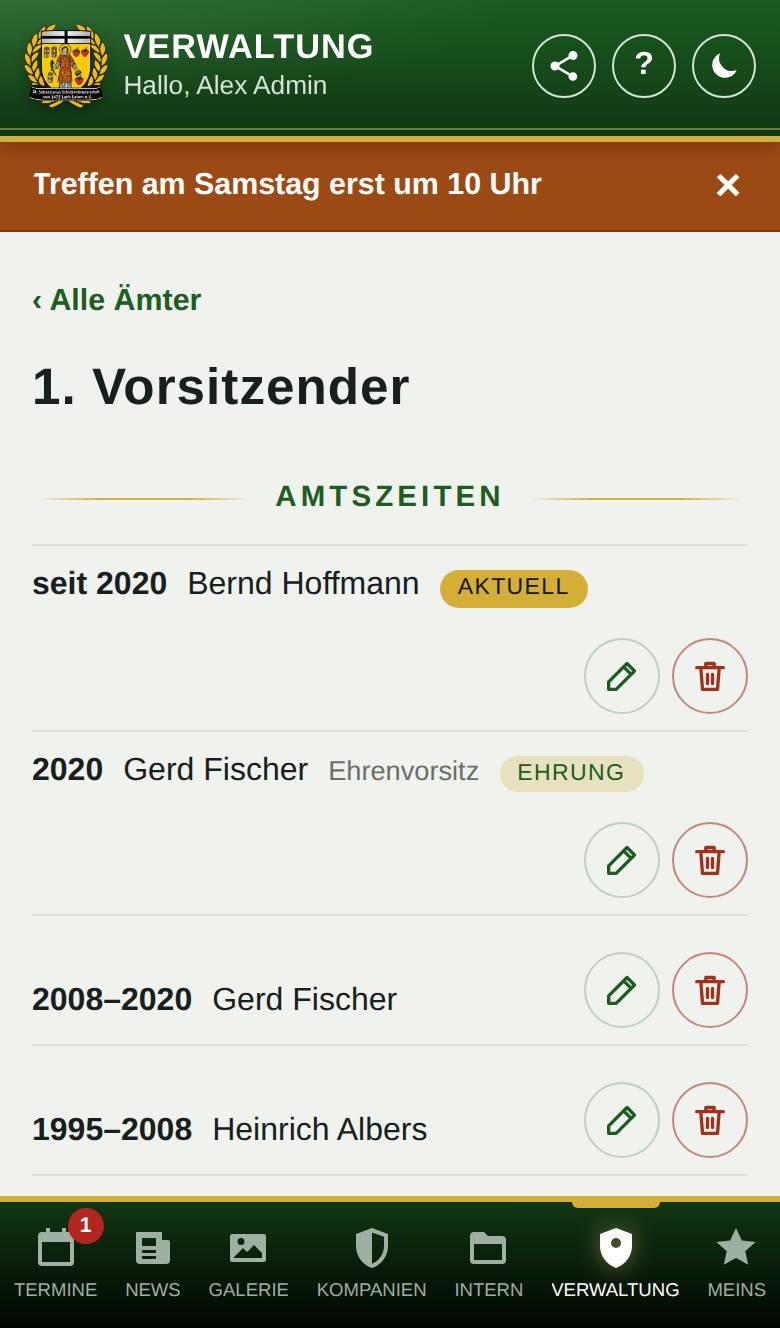 VERWALTUNG
Hallo, Alex Admin
?
Treffen am Samstag erst um 10 Uhr
×
‹ Alle Ämter
1. Vorsitzender
AMTSZEITEN
seit 2020 Bernd Hoffmann AKTUELL
2020 Gerd Fischer Ehrenvorsitz EHRUNG
2008–2020 Gerd Fischer
1995–2008 Heinrich Albers
1
TERMINE NEWS GALERIE KOMPANIEN INTERN VERWALTUNG MEINS